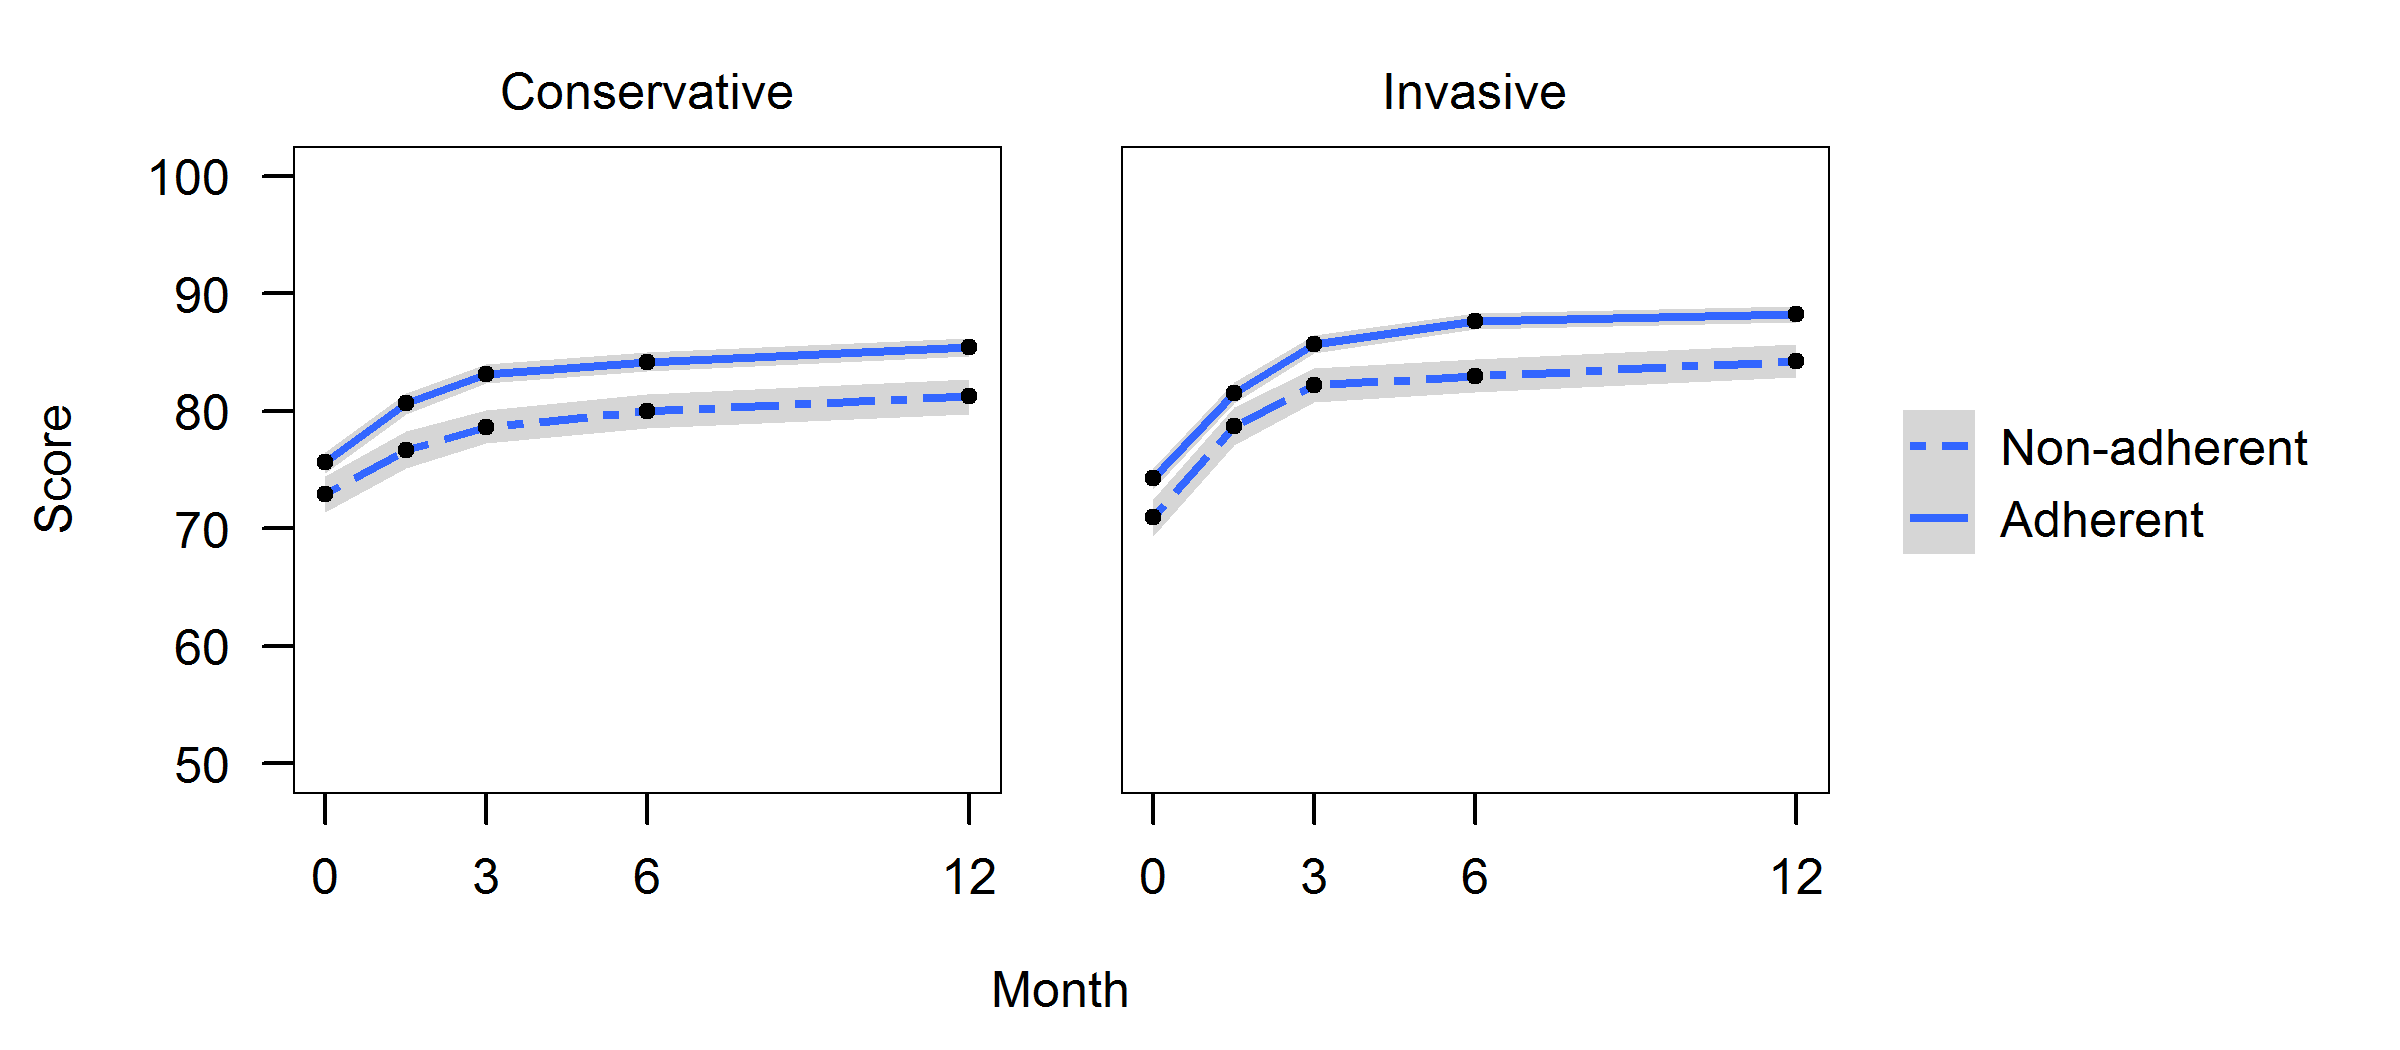 Conservative
Invasive
100
90
80
70
60
50
Score
0 3 6 12
0 3 6 12
Month
Non-adherent
Adherent